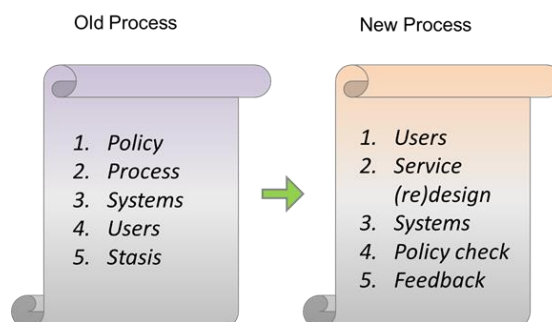 Old Process
1. Policy
2. Process
3. Systems
4. Users
5. Stasis
New Process
1. Users
2. Service
(re)design
3. Systems
4. Policy check
5. Feedback